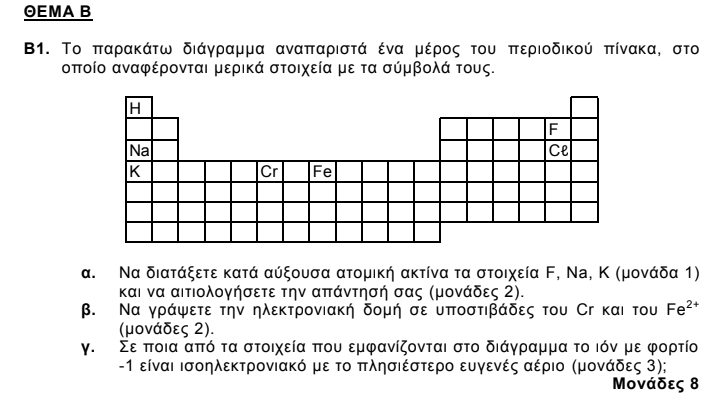 ΘΕΜΑ Β
Β1. Το παρακάτω διάγραμμα αναπαριστά ένα μέρος του περιοδικού πίνακα, στο
οποίο αναφέρονται μερικά στοιχεία με τα σύμβολά τους.
H
F
Na Cℓ
K Cr Fe
α. Να διατάξετε κατά αύξουσα ατομική ακτίνα τα στοιχεία F, Na, K (μονάδα 1)
και να αιτιολογήσετε την απάντησή σας (μονάδες 2).
β. Να γράψετε την ηλεκτρονιακή δομή σε υποστιβάδες του Cr και του Fe²⁺
(μονάδες 2).
γ. Σε ποια από τα στοιχεία που εμφανίζονται στο διάγραμμα το ιόν με φορτίο
-1 είναι ισοηλεκτρονιακό με το πλησιέστερο ευγενές αέριο (μονάδες 3);
Μονάδες 8